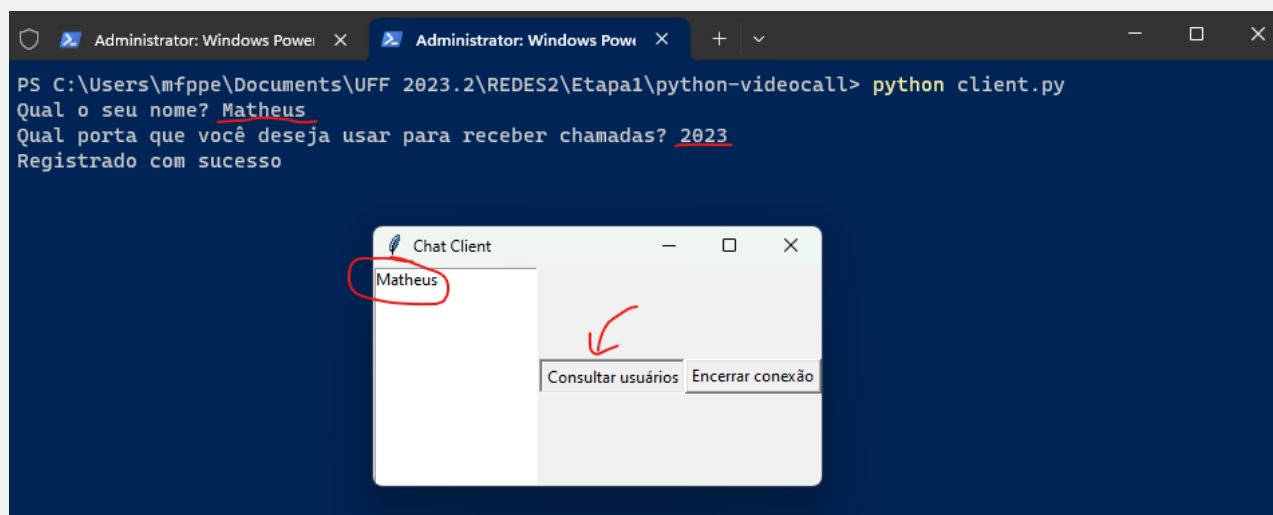 Administrator: Windows Power
Administrator: Windows Powe
PS C:\Users\mfppe\Documents\UFF 2023.2\REDES2\Etapa1\python-videocall> python client.py
Qual o seu nome? Matheus
Qual porta que você deseja usar para receber chamadas? 2023
Registrado com sucesso
Chat Client
Matheus
Consultar usuários Encerrar conexão